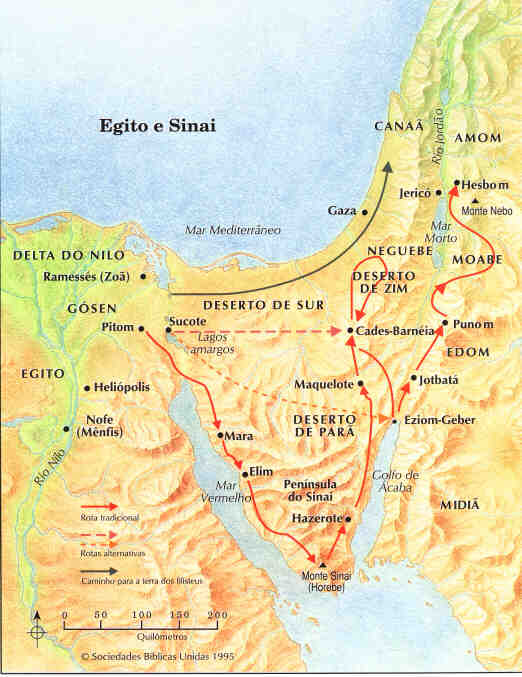 Egito e Sinai
CANAÃ
Rio Jordão
AMOM
Hesbom
Jericó
Monte Nebo
Gaza
Mar Mediterrâneo
Mar
Morto
NEGUEBE
MOABE
DELTA DO NILO
Ramessés (Zoã)
DESERTO
DE ZIM
DESERTO DE SUR
GÓSEN
Pitom
Sucote
Lagos
amargos
Cades-Barnéia
Punom
EDOM
EGITO
Heliópolis
Maquelote
Jotbatá
Nofe
(Mênfis)
DESERTO
DE PARÃ
Eziom-Geber
Mara
Rio Nilo
Elim
Mar
Vermelho
Península
do Sinai
Golfo de
Ácaba
MIDIÃ
Hazerote
Rota tradicional
Rotas alternativas
Caminho para a terra dos filisteus
Monte Sinai
(Horebe)
0 50 100 150 200
Quilômetros
© Sociedades Bíblicas Unidas 1995